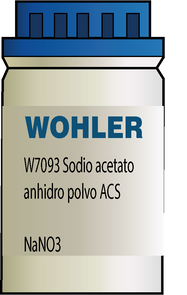 WOHLER
W7093 Sodio acetato
anhidro polvo ACS
NaNO3